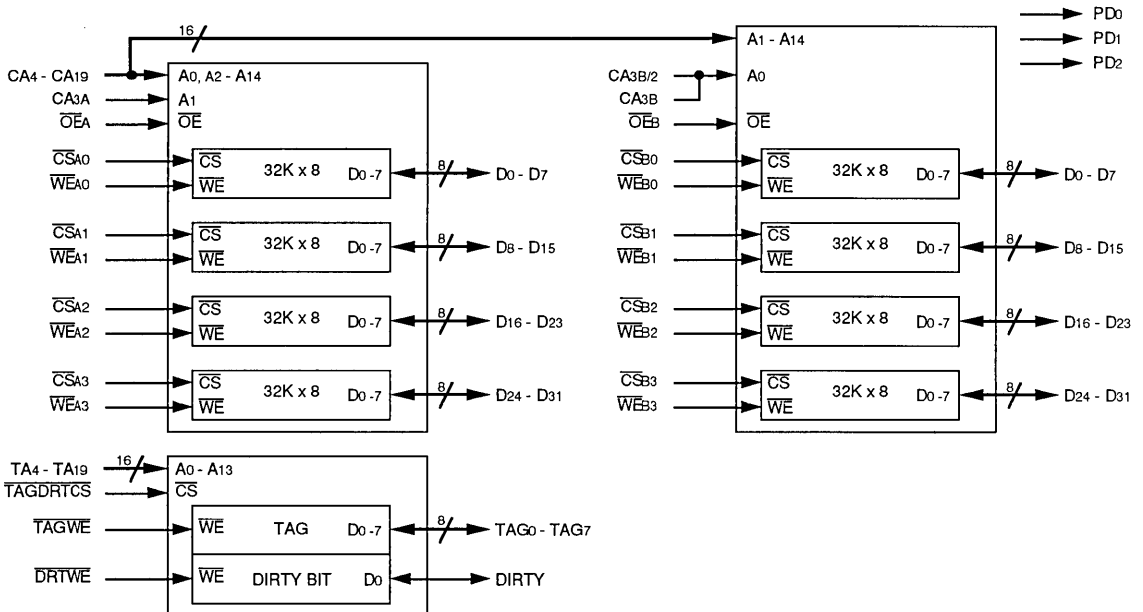 16
CA4 - CA19
A0, A2 - A14
CA3A
A1
OEA
OE
CSA0
CS
WEA0
WE
32K x 8
D0 -7
8
D0 - D7
CSA1
CS
WEA1
WE
32K x 8
D0 -7
8
D8 - D15
CSA2
CS
WEA2
WE
32K x 8
D0 -7
8
D16 - D23
CSA3
CS
WEA3
WE
32K x 8
D0 -7
8
D24 - D31
A1 - A14
CA3B/2
A0
CA3B
OEB
OE
CSB0
CS
WEB0
WE
32K x 8
D0 -7
8
D0 - D7
CSB1
CS
WEB1
WE
32K x 8
D0 -7
8
D8 - D15
CSB2
CS
WEB2
WE
32K x 8
D0 -7
8
D16 - D23
CSB3
CS
WEB3
WE
32K x 8
D0 -7
8
D24 - D31
PD0
PD1
PD2
TA4 - TA19
16
A0 - A13
TAGDRTCS
CS
TAGWE
WE
TAG
D0 -7
8
TAG0 - TAG7
DRTWE
WE
DIRTY BIT
D0
DIRTY